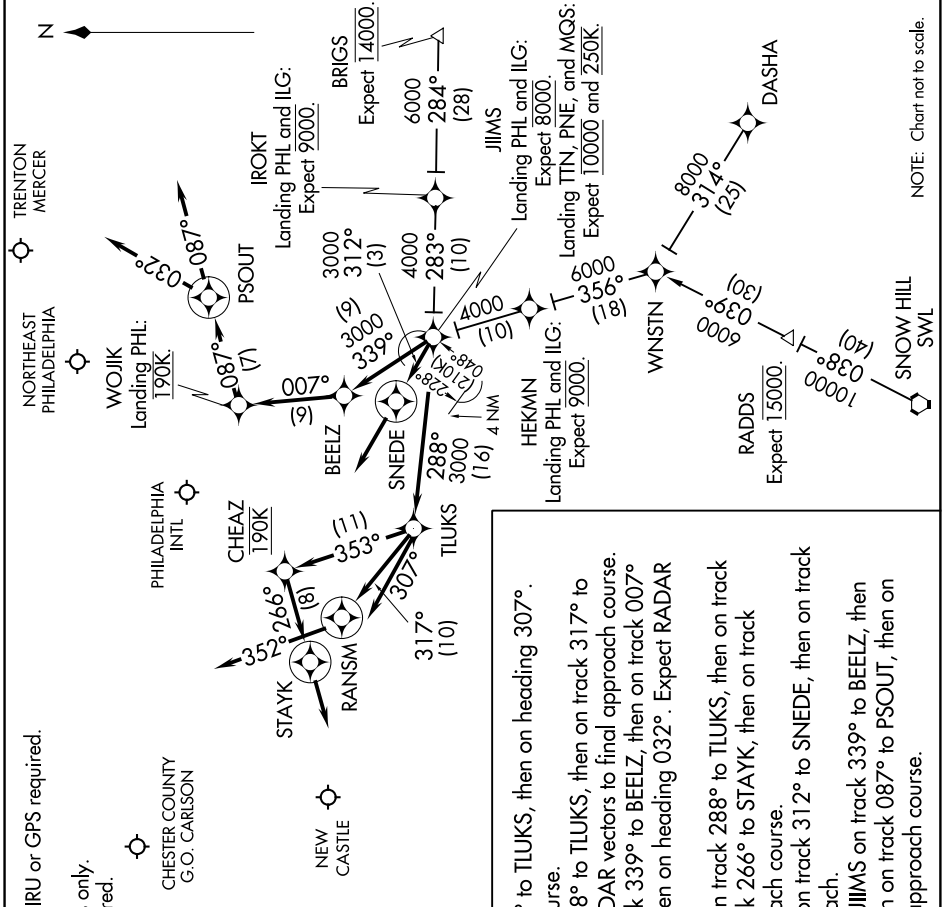 IRU or GPS required.
only.
red.
N
TRENTON
MERCER
NORTHEAST
PHILADELPHIA
PHILADELPHIA
INTL
CHESTER COUNTY
G.O. CARLSON
NEW
CASTLE
032°
087°
PSOUT
087°
(7)
WOJIK
Landing PHL:
190K.
007°
(9)
BEELZ
339°
3000
(9)
3000
312°
(3)
SNEDE
IROKT
Landing PHL and ILG:
Expect 9000.
4000
283°
(10)
BRIGS
Expect 14000.
6000
284°
(28)
JIIMS
Landing PHL and ILG:
Expect 8000.
Landing TTN, PNE, and MQS:
Expect 10000 and 250K.
228°
(210K)
048°
4 NM
CHEAZ
190K
353°
(11)
266°
(8)
STAYK
352°
RANSM
307°
317°
(10)
TLUKS
288°
3000
(16)
4000
(10)
HEKMN
Landing PHL and ILG:
Expect 9000.
6000
356°
(18)
WNSTN
8000
314°
(25)
DASHA
6000
039°
(30)
RADDS
Expect 15000.
10000
038°
(40)
SNOW HILL
SWL
NOTE: Chart not to scale.
° to TLUKS, then on heading 307°.
urse.
8° to TLUKS, then on track 317° to
DAR vectors to final approach course.
k 339° to BEELZ, then on track 007°
en on heading 032°. Expect RADAR
n track 288° to TLUKS, then on track
k 266° to STAYK, then on track
ach course.
on track 312° to SNEDE, then on track
ach.
JIIMS on track 339° to BEELZ, then
n on track 087° to PSOUT, then on
approach course.